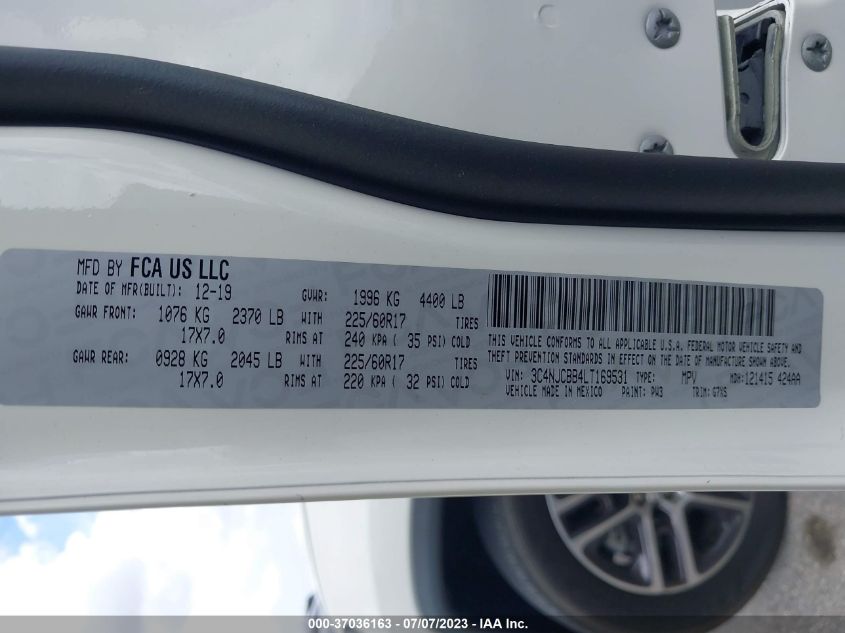 MFD BY FCA US LLC
DATE OF MFR(BUILT): 12-19 GVWR: 1996 KG 4400 LB
GAWR FRONT: 1076 KG 2370 LB WITH 225/60R17 TIRES
17X7.0 RIMS AT 240 KPA ( 35 PSI) COLD
GAWR REAR: 0928 KG 2045 LB WITH 225/60R17 TIRES
17X7.0 RIMS AT 220 KPA ( 32 PSI) COLD
THIS VEHICLE CONFORMS TO ALL APPLICABLE U.S.A. FEDERAL MOTOR VEHICLE SAFETY AND
THEFT PREVENTION STANDARDS IN EFFECT ON THE DATE OF MANUFACTURE SHOWN ABOVE.
VIN: 3C4NJCBB4LT169531 TYPE: MPV MDH:121415 424AA
VEHICLE MADE IN MEXICO PAINT: PW3 TRIM: G7XS
000-37036163 - 07/07/2023 - IAA Inc.